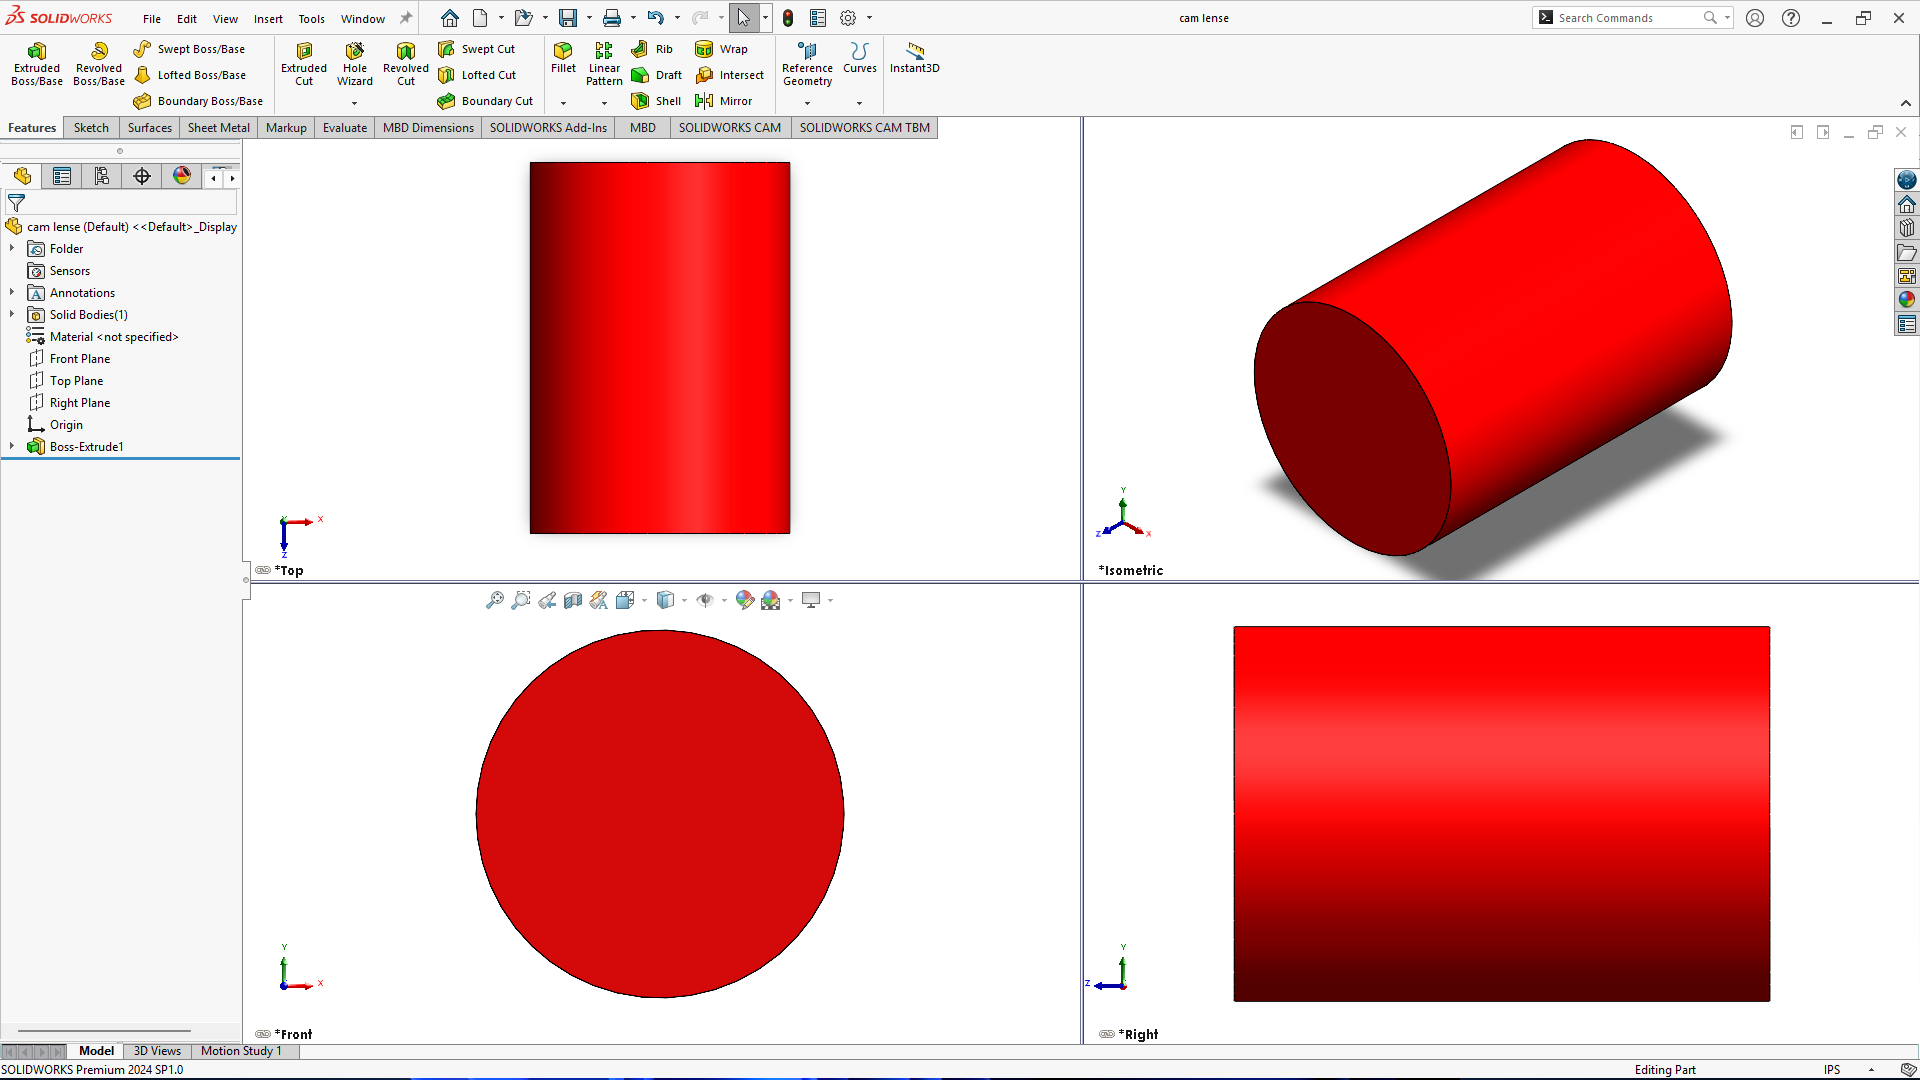 SOLIDWORKS File Edit View Insert Tools Window cam lense Search Commands
Extruded Boss/Base
Revolved Boss/Base
Swept Boss/Base
Lofted Boss/Base
Boundary Boss/Base
Extruded Cut
Hole Wizard
Revolved Cut
Swept Cut
Lofted Cut
Boundary Cut
Fillet
Linear Pattern
Rib
Draft
Shell
Wrap
Intersect
Mirror
Reference Geometry
Curves
Instant3D
Features Sketch Surfaces Sheet Metal Markup Evaluate MBD Dimensions SOLIDWORKS Add-Ins MBD SOLIDWORKS CAM SOLIDWORKS CAM TBM
cam lense (Default) <<Default>_Display
Folder
Sensors
Annotations
Solid Bodies(1)
Material <not specified>
Front Plane
Top Plane
Right Plane
Origin
Boss-Extrude1
Y X
Z
*Top
Y
Z X
*Isometric
Y
X
*Front
Y
Z
*Right
Model 3D Views Motion Study 1
SOLIDWORKS Premium 2024 SP1.0 Editing Part IPS